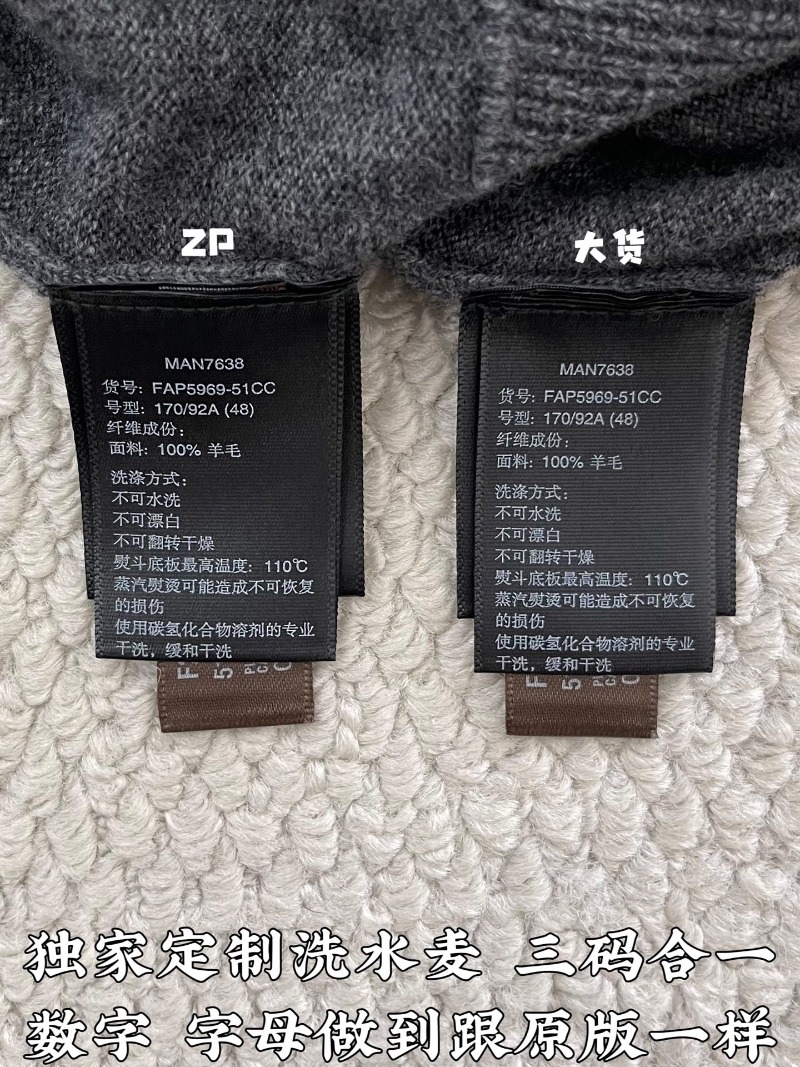 ZP
大货
MAN7638
货号: FAP5969-51CC
号型: 170/92A (48)
纤维成份:
面料: 100% 羊毛
洗涤方式:
不可水洗
不可漂白
不可翻转干燥
熨斗底板最高温度: 110℃
蒸汽熨烫可能造成不可恢复
的损伤
使用碳氢化合物溶剂的专业
干洗，缓和干洗
MAN7638
货号: FAP5969-51CC
号型: 170/92A (48)
纤维成份:
面料: 100% 羊毛
洗涤方式:
不可水洗
不可漂白
不可翻转干燥
熨斗底板最高温度: 110℃
蒸汽熨烫可能造成不可恢复
的损伤
使用碳氢化合物溶剂的专业
干洗，缓和干洗
独家定制洗水麦 三码合一
数字 字母做到跟原版一样